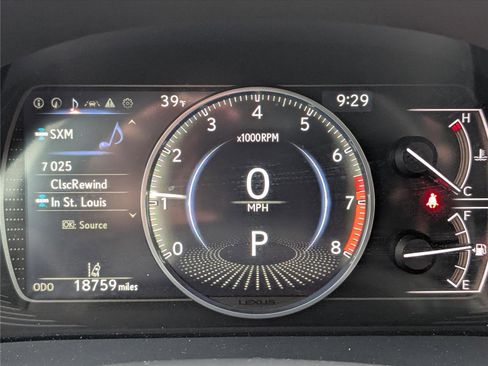 39°F
9:29
SXM
7 025
ClscRewind
In St. Louis
OK: Source
ODO 18759 miles
x1000RPM
0
1
2
3
4
5
6
7
8
0
MPH
P
LEXUS
H
C
F
E